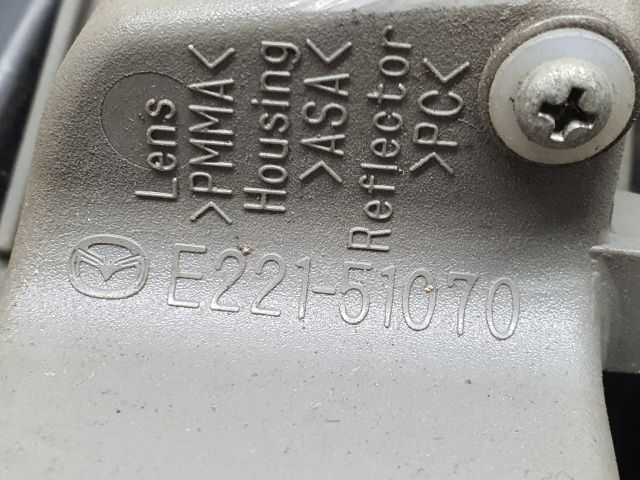 Lens
>PMMA<
Housing
>ASA<
Reflector
>PC<
E221-51070